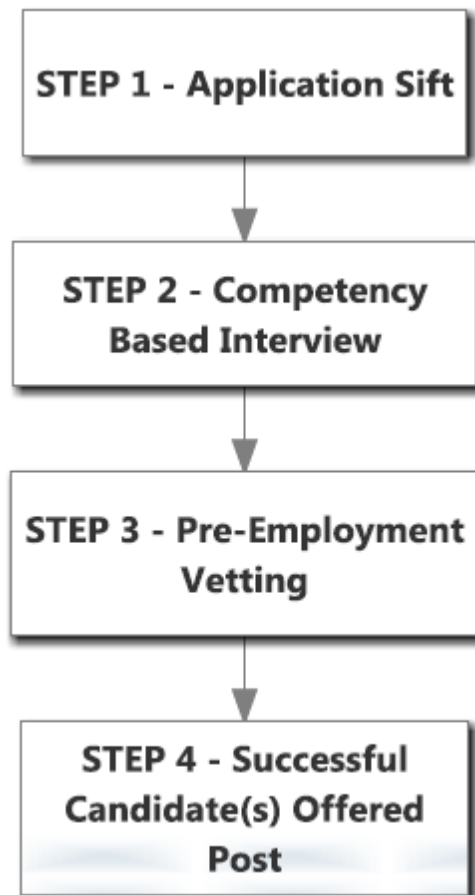 STEP 1 - Application Sift
STEP 2 - Competency
Based Interview
STEP 3 - Pre-Employment
Vetting
STEP 4 - Successful
Candidate(s) Offered
Post